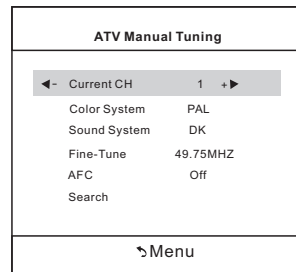 ATV Manual Tuning
◀- Current CH 1 +▶
Color System PAL
Sound System DK
Fine-Tune 49.75MHZ
AFC Off
Search
Menu